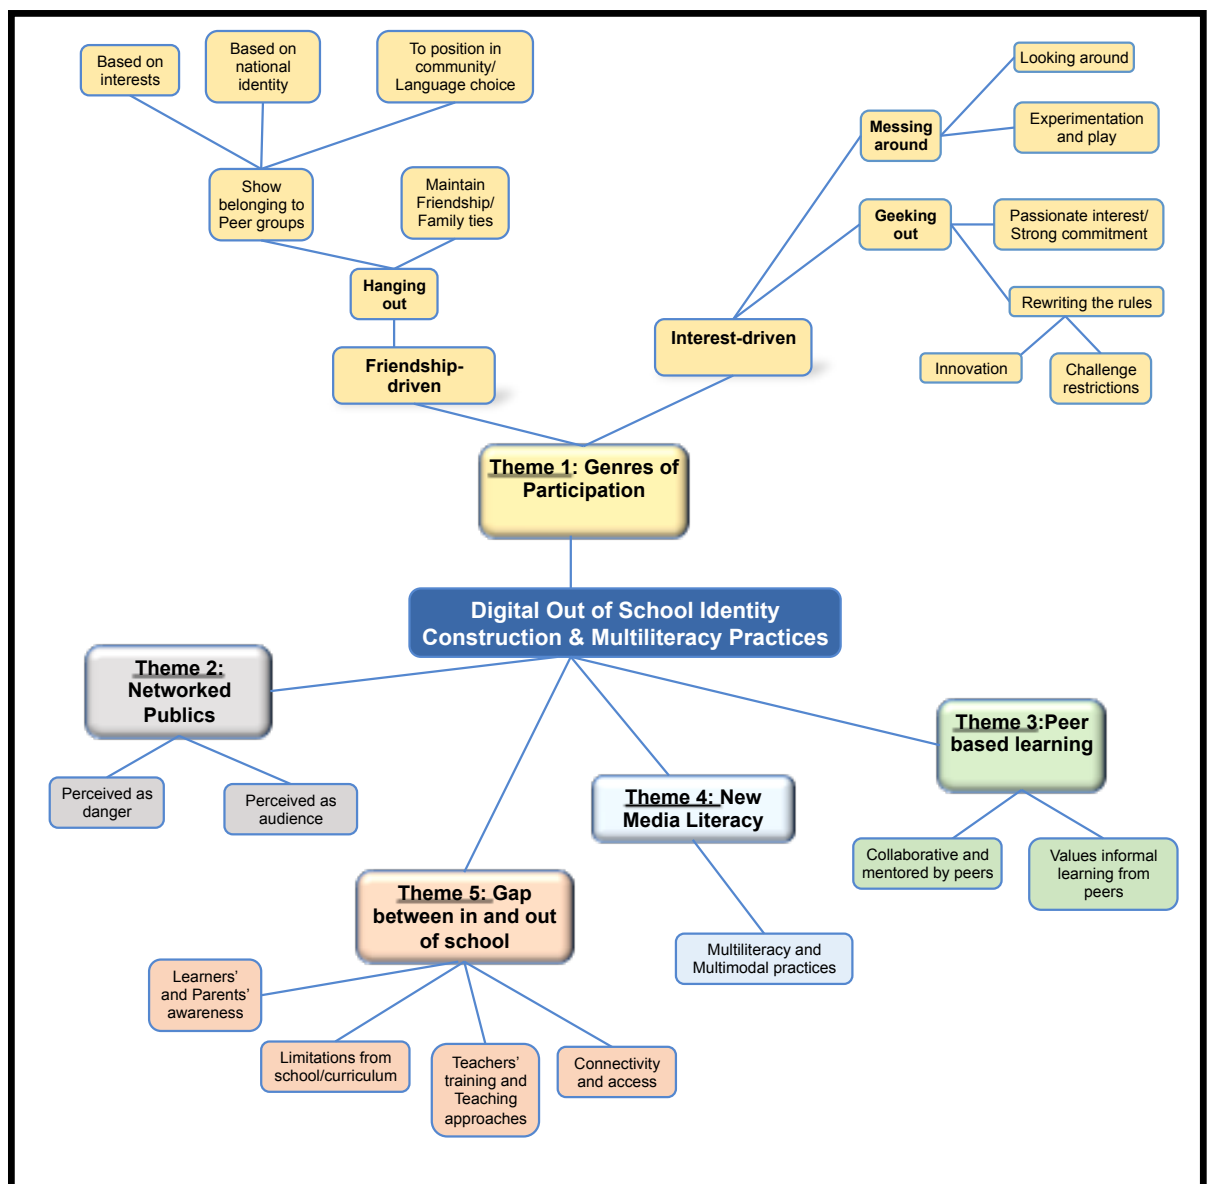 Based on
interests
Based on
national
identity
To position in
community/
Language choice
Looking around
Messing
around
Experimentation
and play
Show
belonging to
Peer groups
Maintain
Friendship/
Family ties
Geeking
out
Passionate interest/
Strong commitment
Hanging
out
Rewriting the rules
Interest-driven
Friendship-
driven
Innovation
Challenge
restrictions
Theme 1: Genres of
Participation
Digital Out of School Identity
Construction & Multiliteracy Practices
Theme 2:
Networked
Publics
Theme 3:Peer
based learning
Perceived as
danger
Perceived as
audience
Theme 4: New
Media Literacy
Collaborative and
mentored by peers
Values informal
learning from
peers
Theme 5: Gap
between in and out
of school
Multiliteracy and
Multimodal practices
Learners’
and Parents’
awareness
Limitations from
school/curriculum
Teachers’
training and
Teaching
approaches
Connectivity
and access